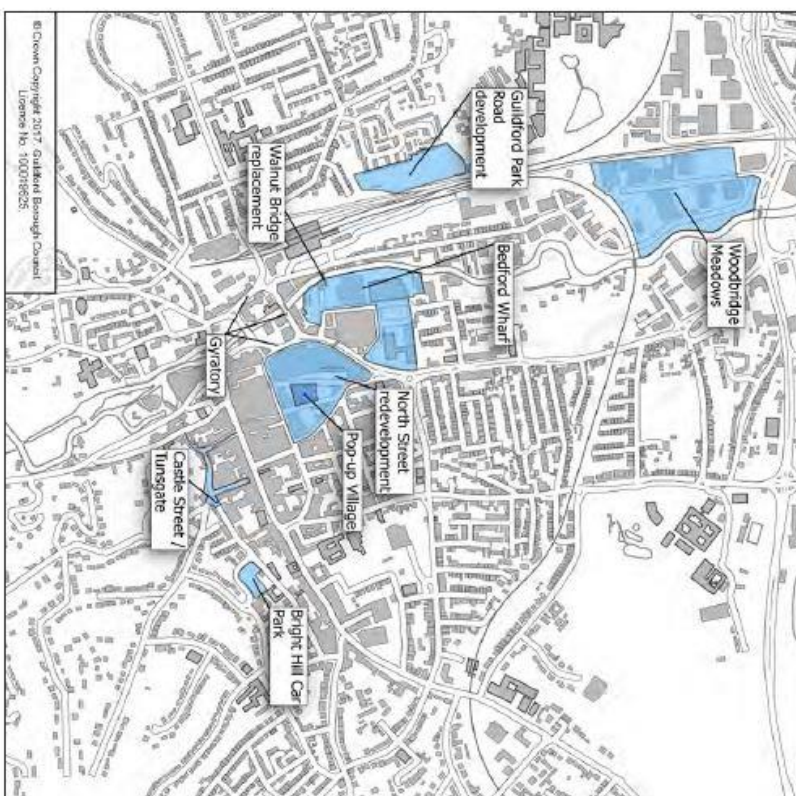 Woodbridge
Meadows
Guildford Park
Road
development
Bedford Wharf
Walnut Bridge
replacement
North Street
redevelopment
Pop-up Village
Gyratory
Bright Hill Car
Park
Castle Street /
Tunsgate
© Crown Copyright 2017. Guildford Borough Council.
Licence No. 100019625.